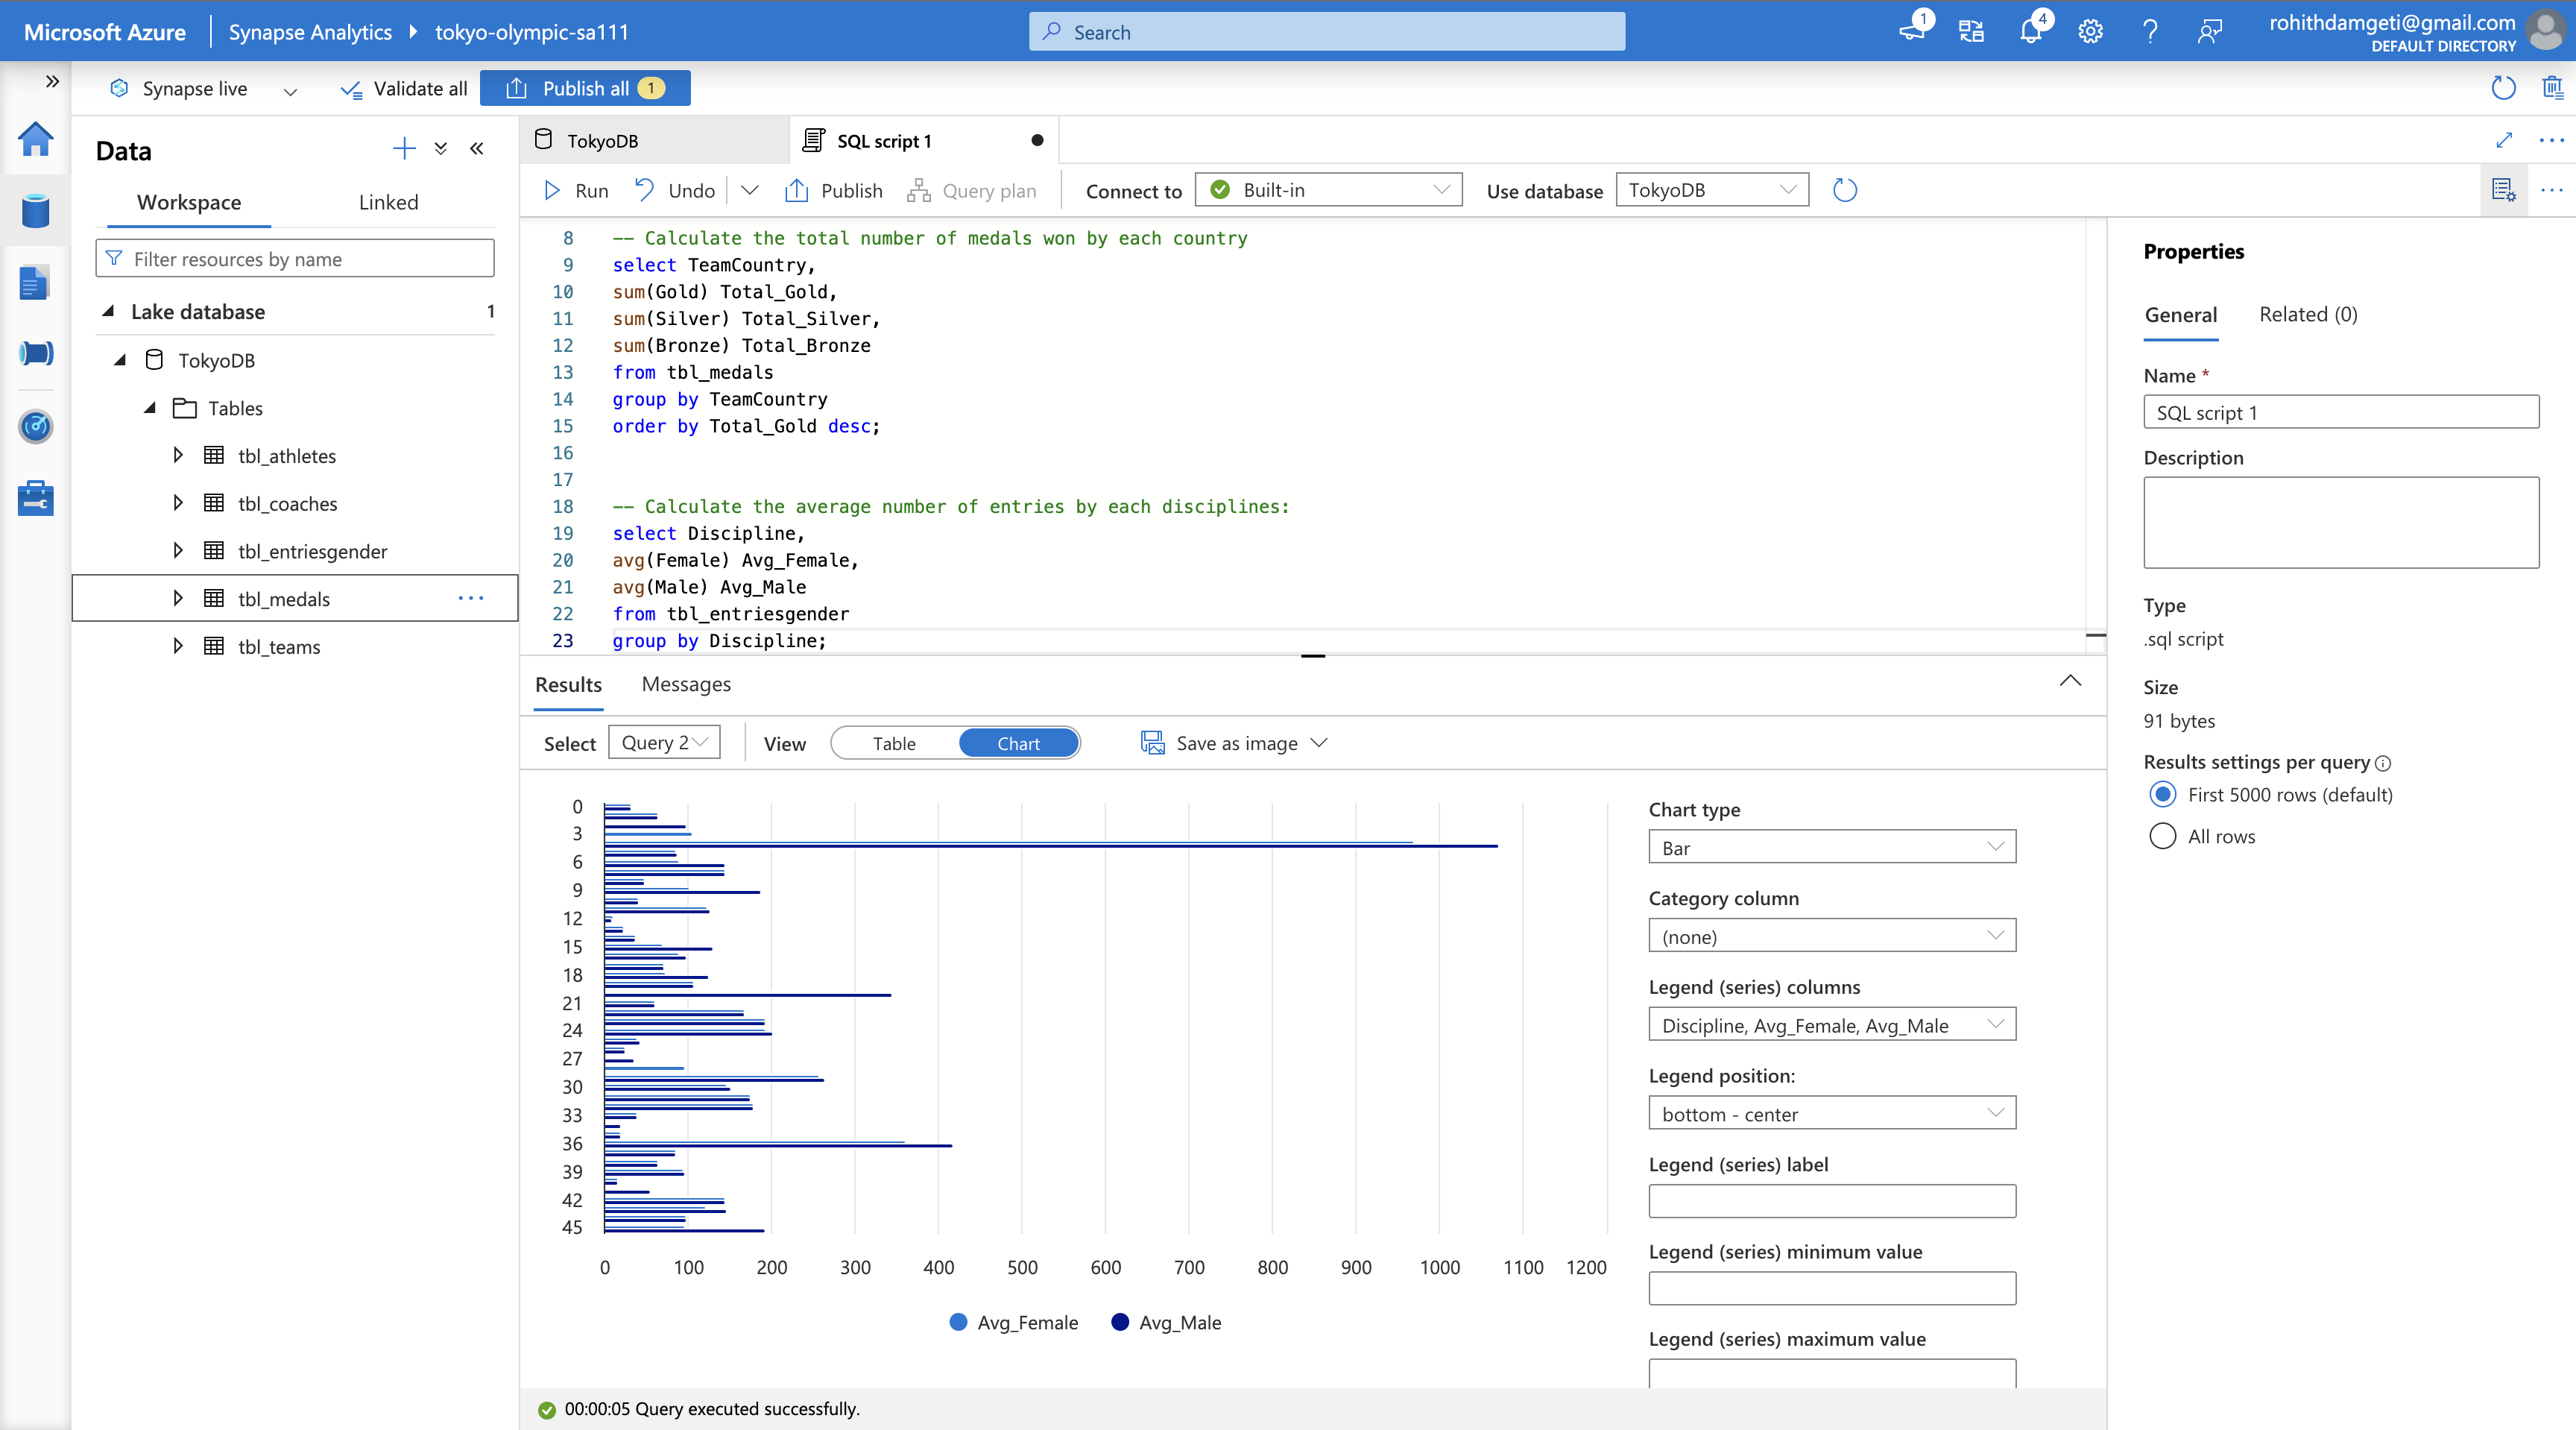 Microsoft Azure
Synapse Analytics
tokyo-olympic-sa111
Search
1
4
rohithdamgeti@gmail.com
DEFAULT DIRECTORY
Synapse live
Validate all
Publish all 1
Data
Workspace
Linked
Filter resources by name
Lake database
1
TokyoDB
Tables
tbl_athletes
tbl_coaches
tbl_entriesgender
tbl_medals
tbl_teams
TokyoDB
SQL script 1
Run
Undo
Publish
Query plan
Connect to
Built-in
Use database
TokyoDB
8 -- Calculate the total number of medals won by each country
9 select TeamCountry,
10 sum(Gold) Total_Gold,
11 sum(Silver) Total_Silver,
12 sum(Bronze) Total_Bronze
13 from tbl_medals
14 group by TeamCountry
15 order by Total_Gold desc;
16
17
18 -- Calculate the average number of entries by each disciplines:
19 select Discipline,
20 avg(Female) Avg_Female,
21 avg(Male) Avg_Male
22 from tbl_entriesgender
23 group by Discipline;
Results
Messages
Select
Query 2
View
Table
Chart
Save as image
0
3
6
9
12
15
18
21
24
27
30
33
36
39
42
45
0 100 200 300 400 500 600 700 800 900 1000 1100 1200
Avg_Female
Avg_Male
Chart type
Bar
Category column
(none)
Legend (series) columns
Discipline, Avg_Female, Avg_Male
Legend position:
bottom - center
Legend (series) label
Legend (series) minimum value
Legend (series) maximum value
00:00:05 Query executed successfully.
Properties
General
Related (0)
Name *
SQL script 1
Description
Type
.sql script
Size
91 bytes
Results settings per query
First 5000 rows (default)
All rows